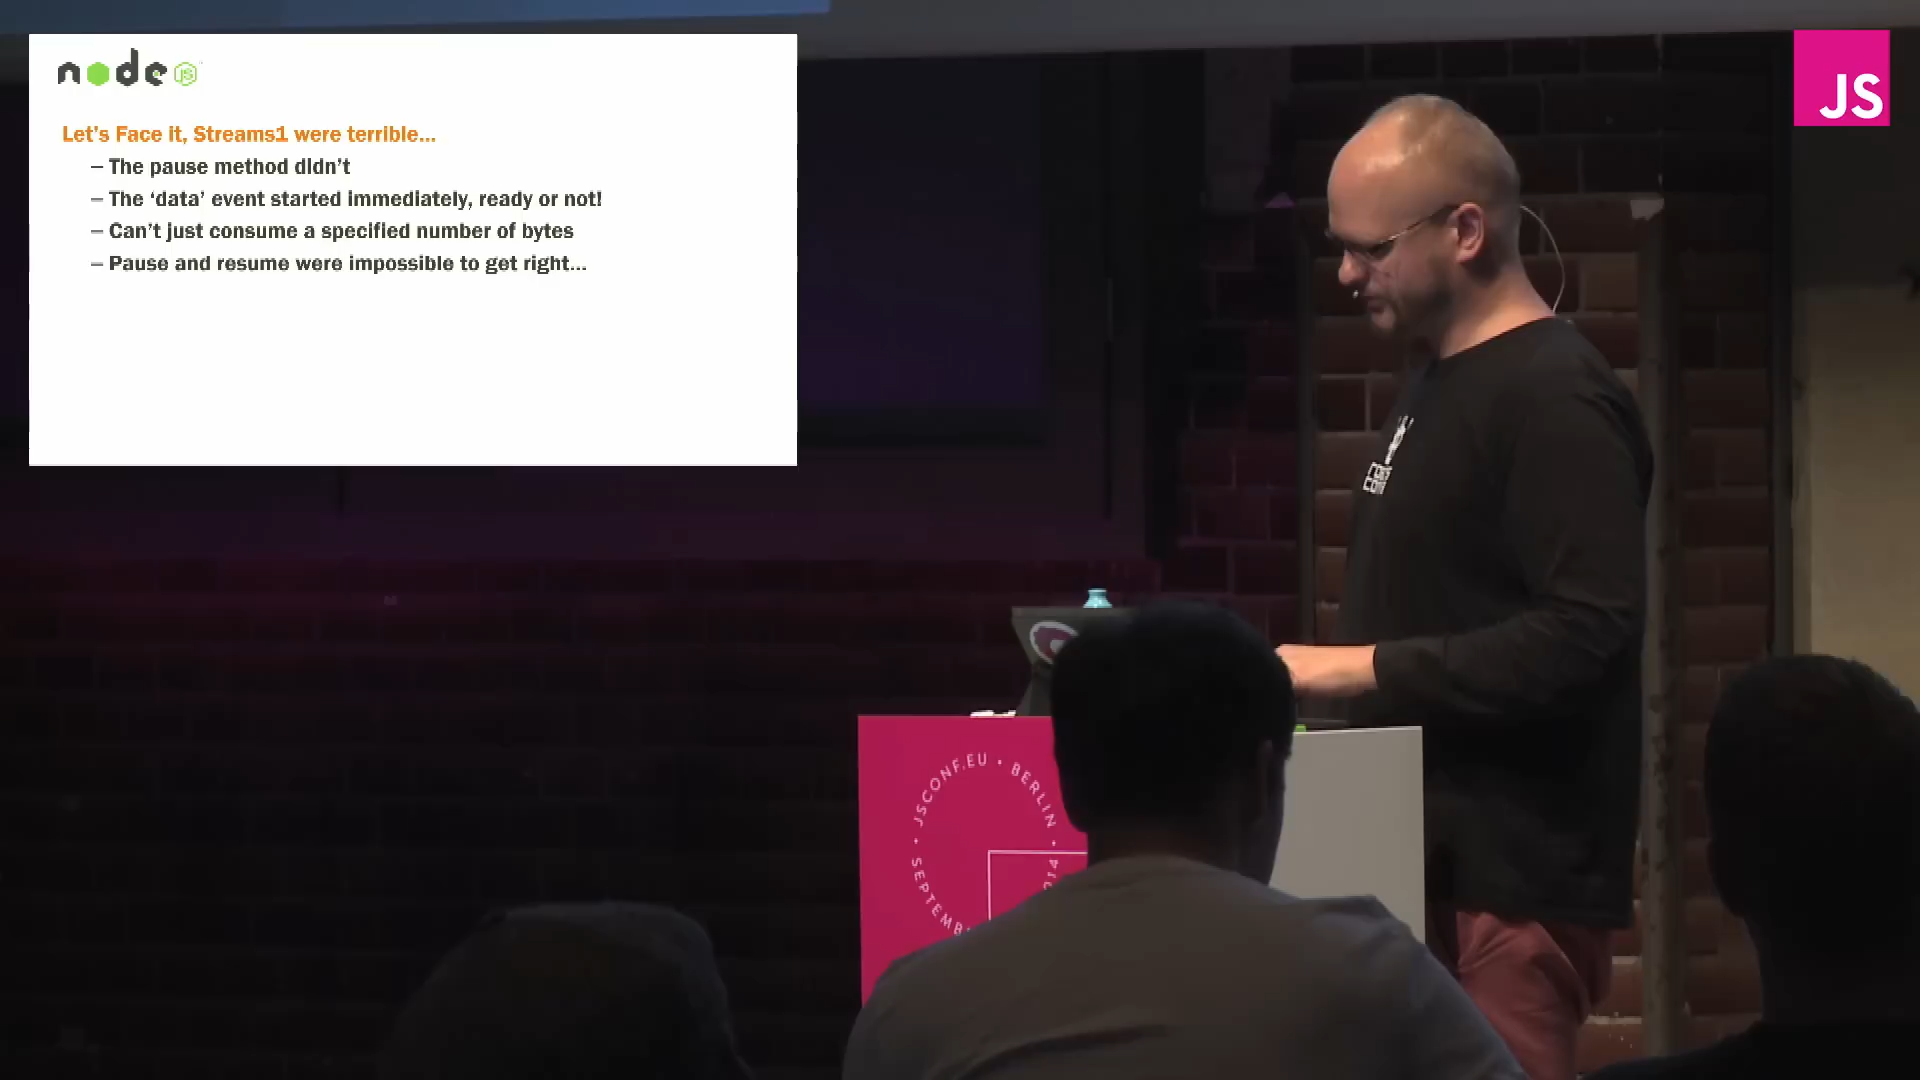 node JS
Let's Face it, Streams1 were terrible...
– The pause method didn't
– The ‘data’ event started immediately, ready or not!
– Can't just consume a specified number of bytes
– Pause and resume were impossible to get right...
JS
JSCONF.EU • BERLIN •
• SEPTEMB
014